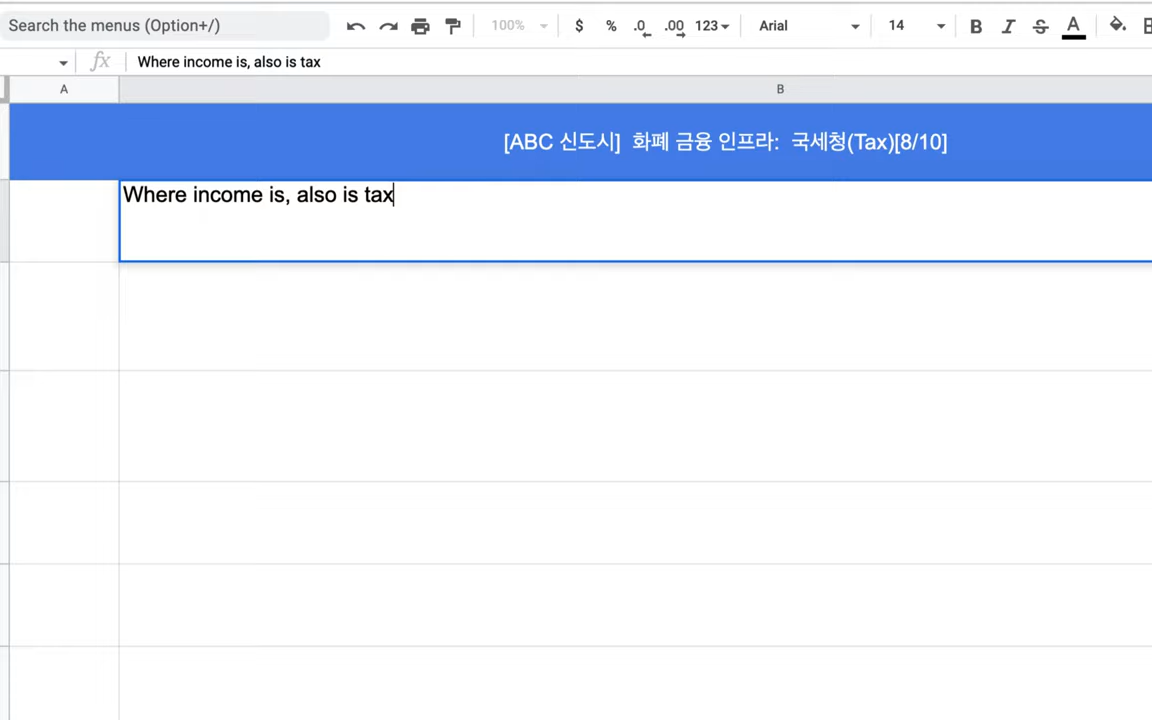 Search the menus (Option+/)
100%
$ % .0 .00 123
Arial
14
B I S A
fx Where income is, also is tax
A B
[ABC 신도시] 화폐 금융 인프라: 국세청(Tax)[8/10]
Where income is, also is tax